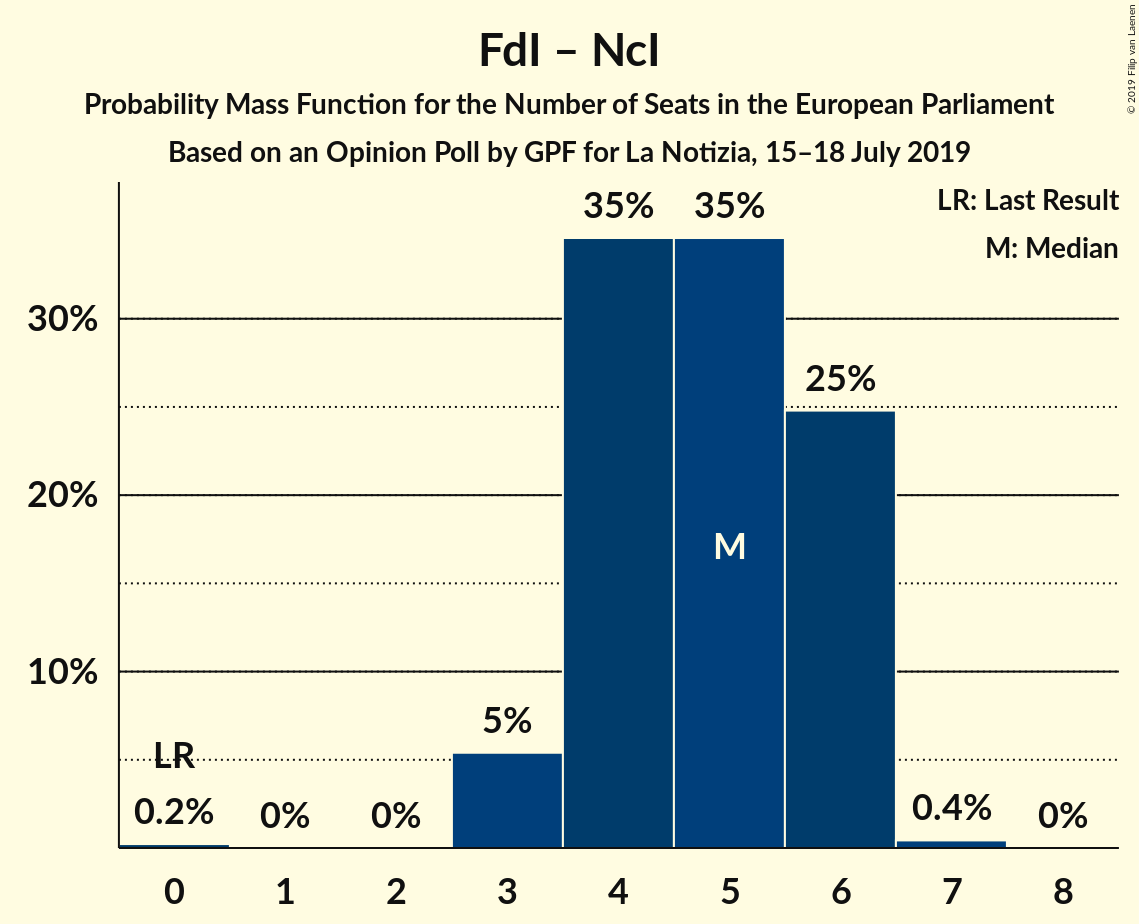 FdI – NcI
Probability Mass Function for the Number of Seats in the European Parliament
Based on an Opinion Poll by GPF for La Notizia, 15–18 July 2019
© 2019 Filip van Laenen
LR: Last Result
M: Median
35% 35%
30%
25%
20%
M
10%
5%
LR
0.2% 0% 0% 0.4% 0%
0 1 2 3 4 5 6 7 8